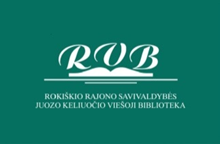 RVB
ROKIŠKIO RAJONO SAVIVALDYBĖS
JUOZO KELIUOČIO VIEŠOJI BIBLIOTEKA